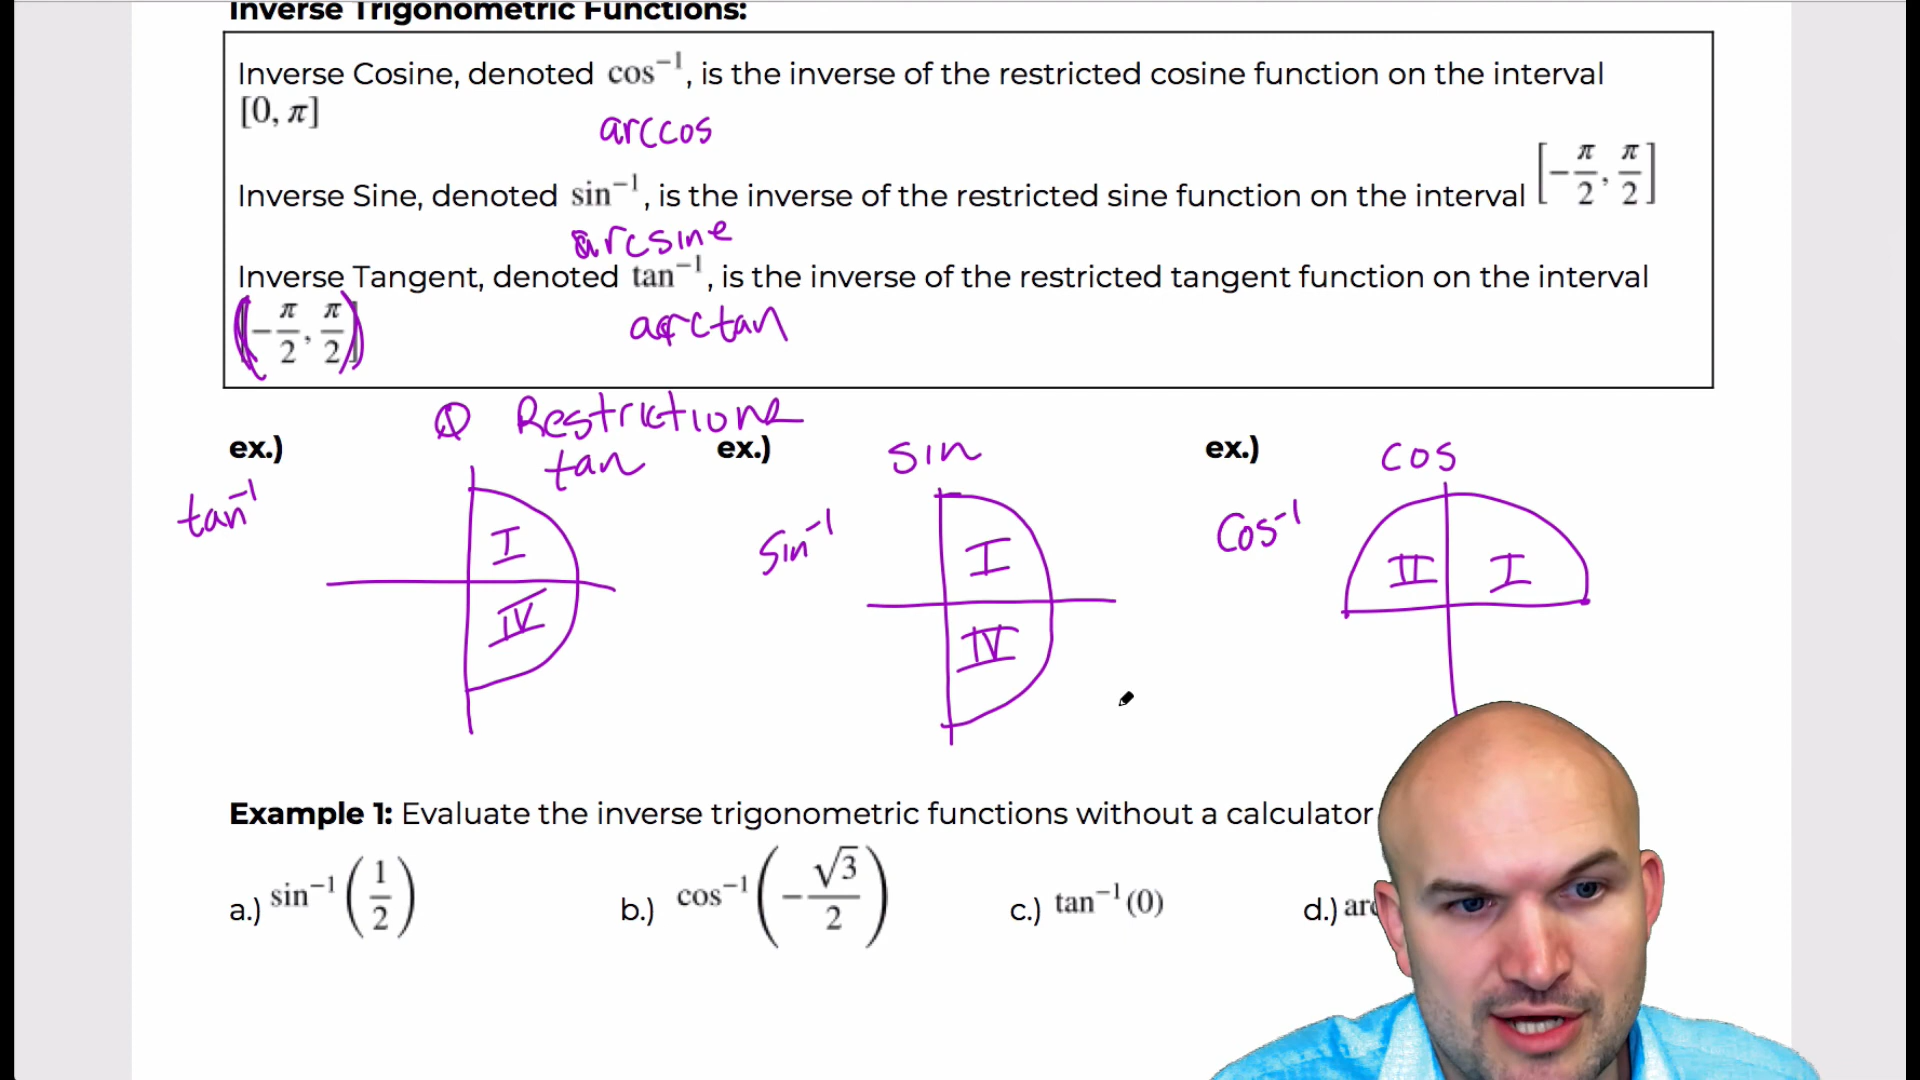 Inverse Trigonometric Functions:
Inverse Cosine, denoted cos⁻¹, is the inverse of the restricted cosine function on the interval
[0, π]
arccos
Inverse Sine, denoted sin⁻¹, is the inverse of the restricted sine function on the interval [-π/2, π/2]
arcsine
Inverse Tangent, denoted tan⁻¹, is the inverse of the restricted tangent function on the interval
(-π/2, π/2)
arctan
Restrictions
ex.) tan ex.) sin ex.) cos
tan⁻¹ sin⁻¹ cos⁻¹
I I II I
IV IV
Example 1: Evaluate the inverse trigonometric functions without a calculator
a.) sin⁻¹(1/2) b.) cos⁻¹(-√3/2) c.) tan⁻¹(0) d.)